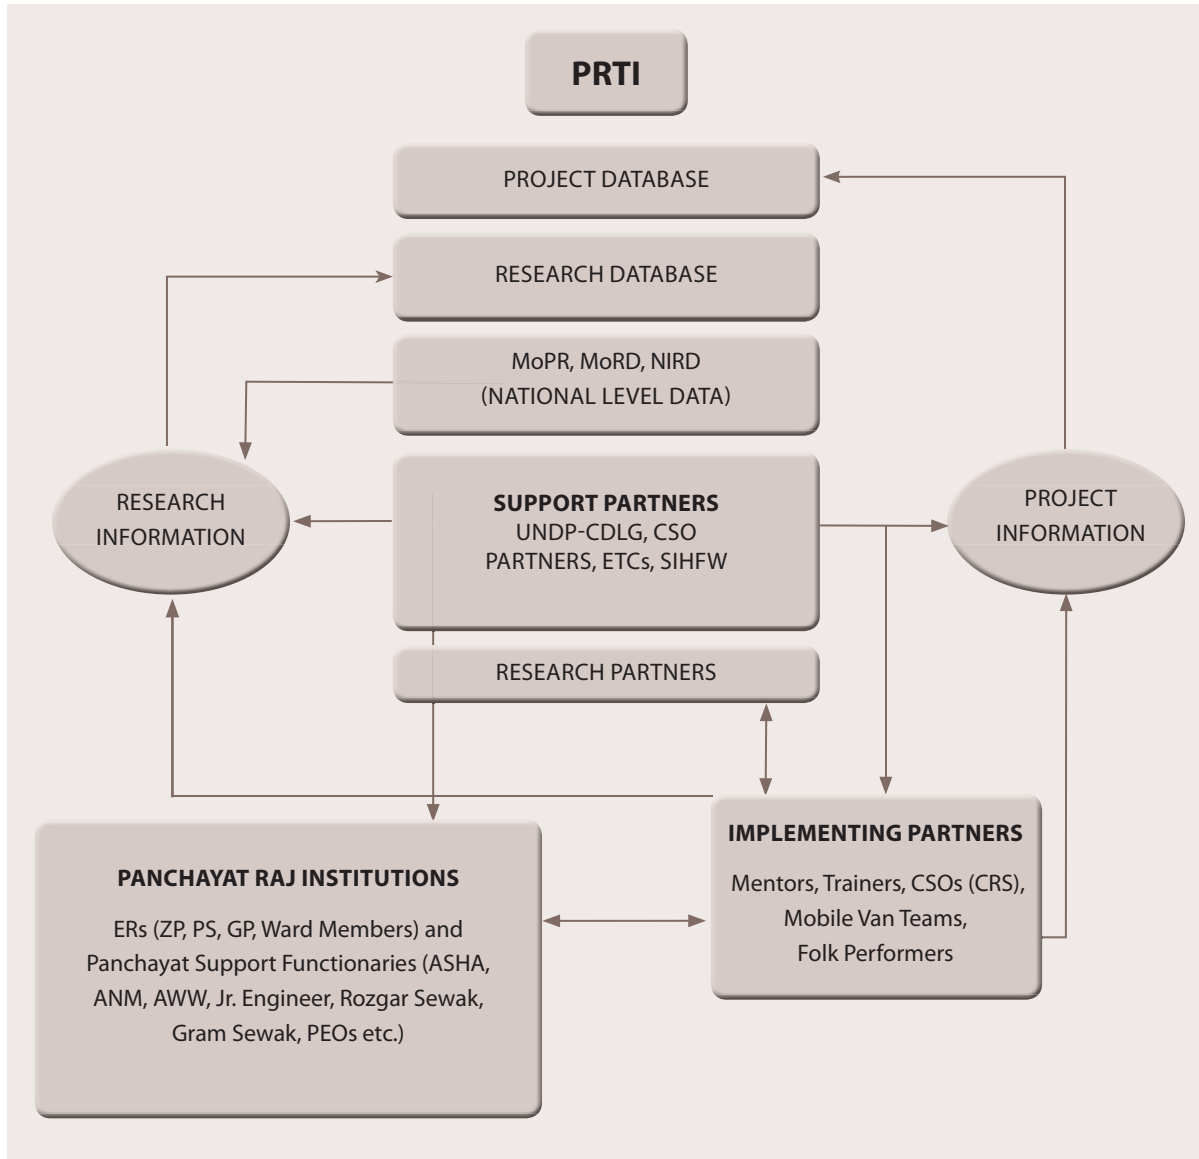 PRTI
PROJECT DATABASE
RESEARCH DATABASE
MoPR, MoRD, NIRD
(NATIONAL LEVEL DATA)
RESEARCH
INFORMATION
SUPPORT PARTNERS
UNDP-CDLG, CSO
PARTNERS, ETCs, SIHFW
PROJECT
INFORMATION
RESEARCH PARTNERS
PANCHAYAT RAJ INSTITUTIONS
ERs (ZP, PS, GP, Ward Members) and
Panchayat Support Functionaries (ASHA,
ANM, AWW, Jr. Engineer, Rozgar Sewak,
Gram Sewak, PEOs etc.)
IMPLEMENTING PARTNERS
Mentors, Trainers, CSOs (CRS),
Mobile Van Teams,
Folk Performers